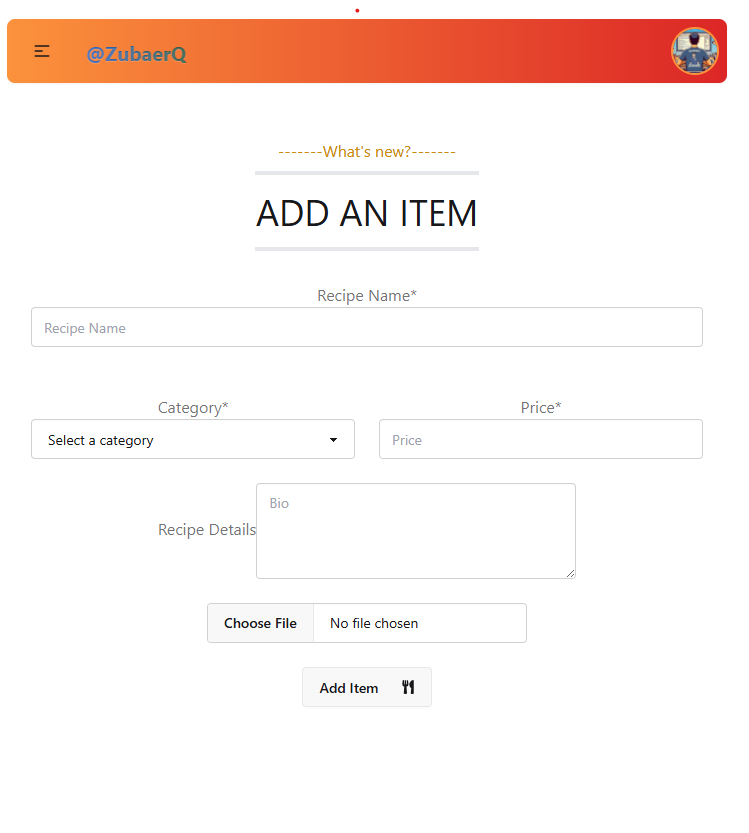 @ZubaerQ
-------What's new?-------
ADD AN ITEM
Recipe Name*
Recipe Name
Category* Price*
Select a category Price
Bio
Recipe Details
Choose File No file chosen
Add Item